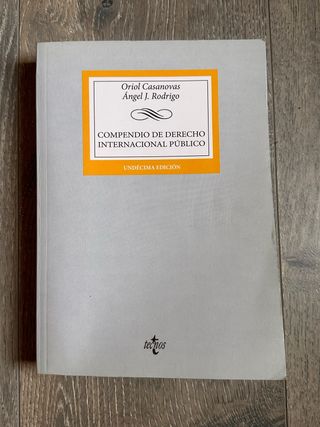 Oriol Casanovas
Ángel J. Rodrigo
COMPENDIO DE DERECHO
INTERNACIONAL PÚBLICO
UNDÉCIMA EDICIÓN
tecnos